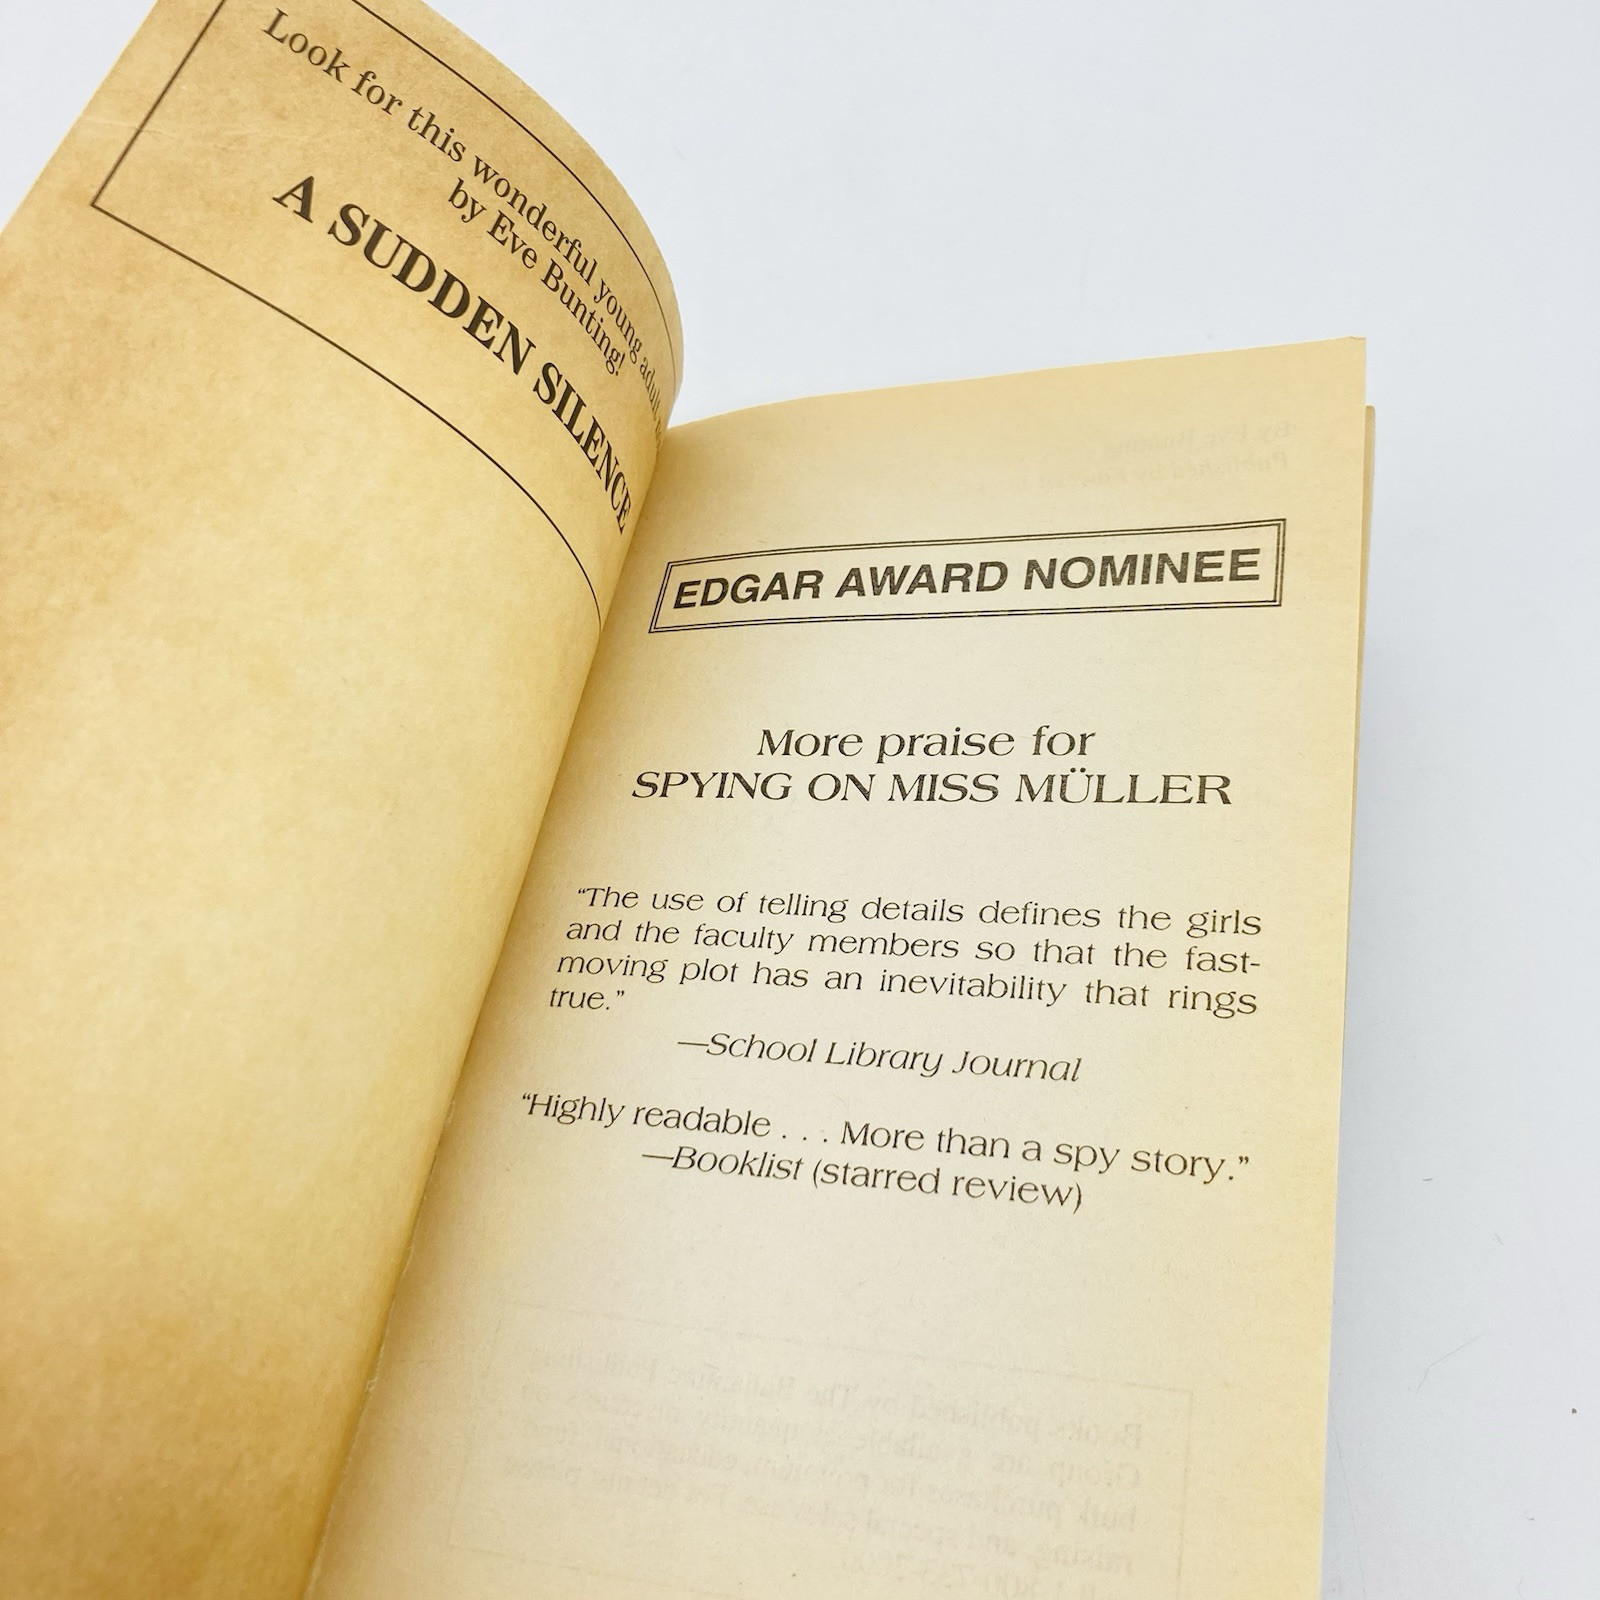 Look for this wonderful young adult
by Eve Bunting!
A SUDDEN SILENCE
EDGAR AWARD NOMINEE
More praise for
SPYING ON MISS MÜLLER
“The use of telling details defines the girls
and the faculty members so that the fast-
moving plot has an inevitability that rings
true.”
—School Library Journal
“Highly readable . . . More than a spy story.”
—Booklist (starred review)